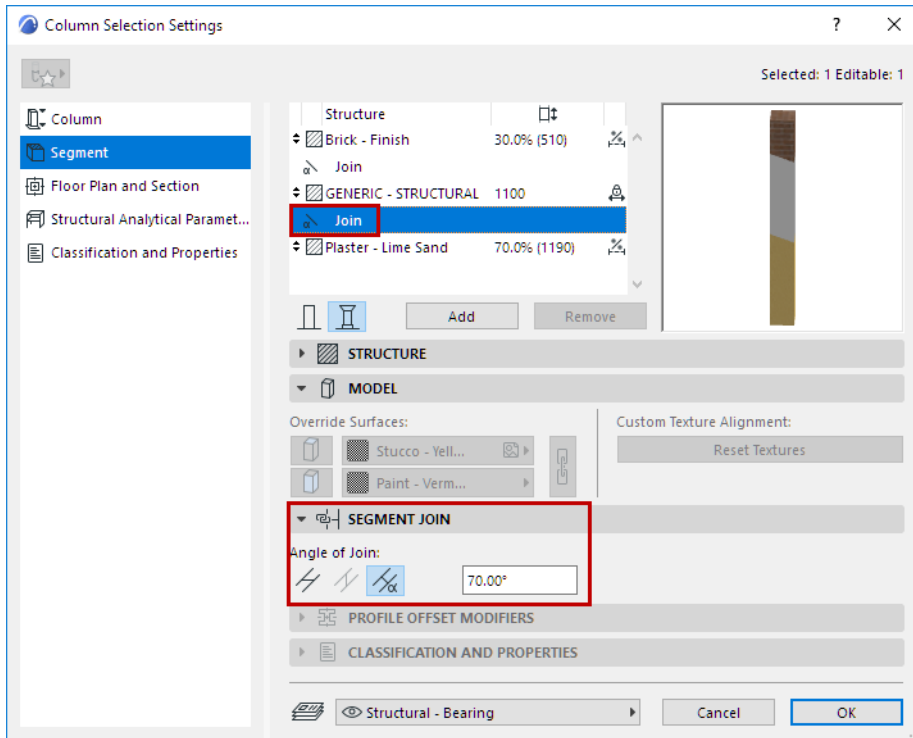 Column Selection Settings
Selected: 1 Editable: 1
Column
Segment
Floor Plan and Section
Structural Analytical Paramet...
Classification and Properties
Structure
Brick - Finish 30.0% (510)
Join
GENERIC - STRUCTURAL 1100
Join
Plaster - Lime Sand 70.0% (1190)
Add Remove
STRUCTURE
MODEL
Override Surfaces: Custom Texture Alignment:
Stucco - Yell... Reset Textures
Paint - Verm...
SEGMENT JOIN
Angle of Join:
70.00°
PROFILE OFFSET MODIFIERS
CLASSIFICATION AND PROPERTIES
Structural - Bearing Cancel OK